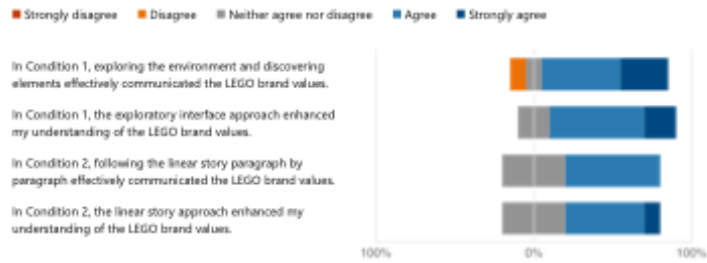 Strongly disagree Disagree Neither agree nor disagree Agree Strongly agree
In Condition 1, exploring the environment and discovering
elements effectively communicated the LEGO brand values.
In Condition 1, the exploratory interface approach enhanced
my understanding of the LEGO brand values.
In Condition 2, following the linear story paragraph by
paragraph effectively communicated the LEGO brand values.
In Condition 2, the linear story approach enhanced my
understanding of the LEGO brand values.
100% 0% 100%